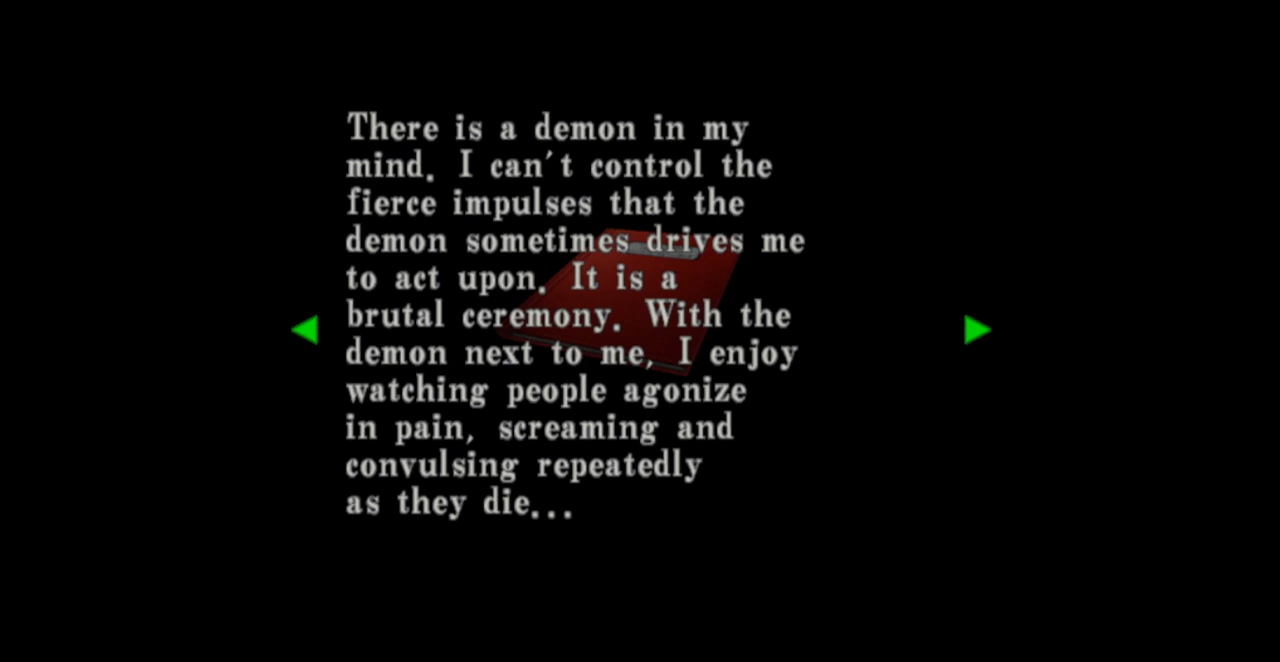 There is a demon in my
mind. I can't control the
fierce impulses that the
demon sometimes drives me
to act upon. It is a
brutal ceremony. With the
demon next to me, I enjoy
watching people agonize
in pain, screaming and
convulsing repeatedly
as they die...